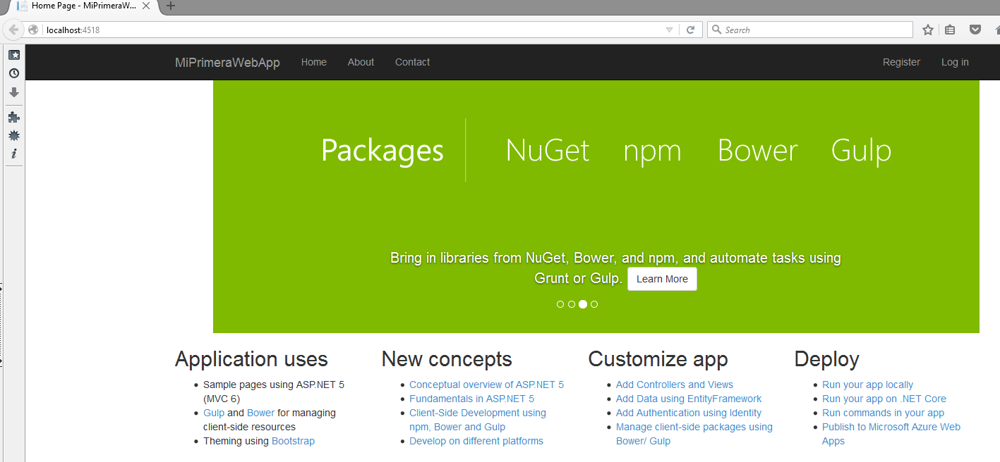 Home Page - MiPrimeraW...
localhost:4518
Search
MiPrimeraWebApp Home About Contact Register Log in
Packages NuGet npm Bower Gulp
Bring in libraries from NuGet, Bower, and npm, and automate tasks using
Grunt or Gulp. Learn More
Application uses
Sample pages using ASP.NET 5
(MVC 6)
Gulp and Bower for managing
client-side resources
Theming using Bootstrap
New concepts
Conceptual overview of ASP.NET 5
Fundamentals in ASP.NET 5
Client-Side Development using
npm, Bower and Gulp
Develop on different platforms
Customize app
Add Controllers and Views
Add Data using EntityFramework
Add Authentication using Identity
Manage client-side packages using
Bower/ Gulp
Deploy
Run your app locally
Run your app on .NET Core
Run commands in your app
Publish to Microsoft Azure Web
Apps